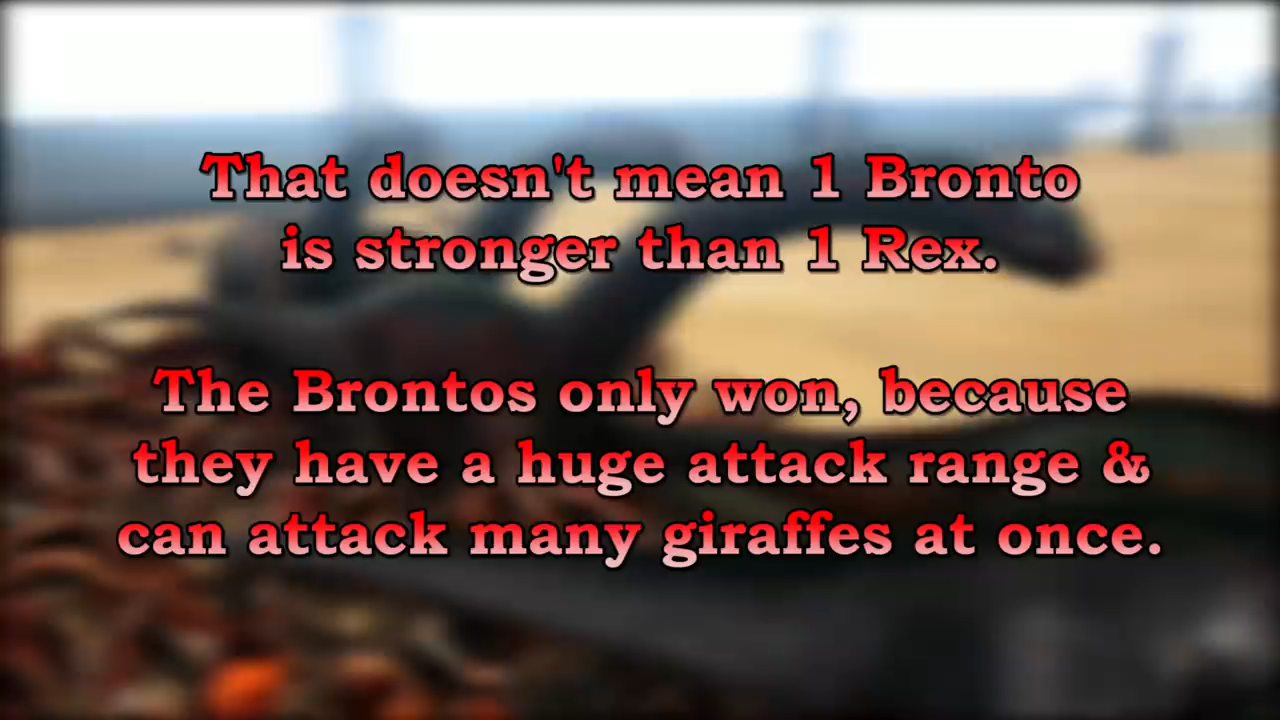 That doesn't mean 1 Bronto
is stronger than 1 Rex.
The Brontos only won, because
they have a huge attack range &
can attack many giraffes at once.